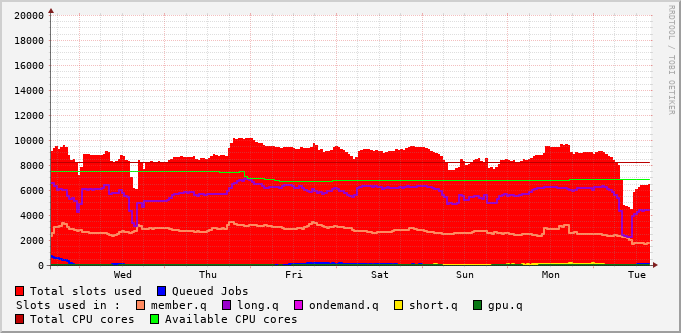 RRDTOOL / TOBI OETIKER
20000
18000
16000
14000
12000
10000
8000
6000
4000
2000
0
Wed Thu Fri Sat Sun Mon Tue
Total slots used Queued Jobs
Slots used in : member.q long.q ondemand.q short.q gpu.q
Total CPU cores Available CPU cores